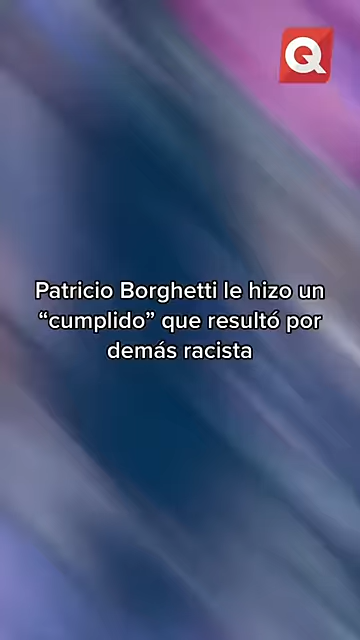 Q
Patricio Borghetti le hizo un
“cumplido” que resultó por
demás racista